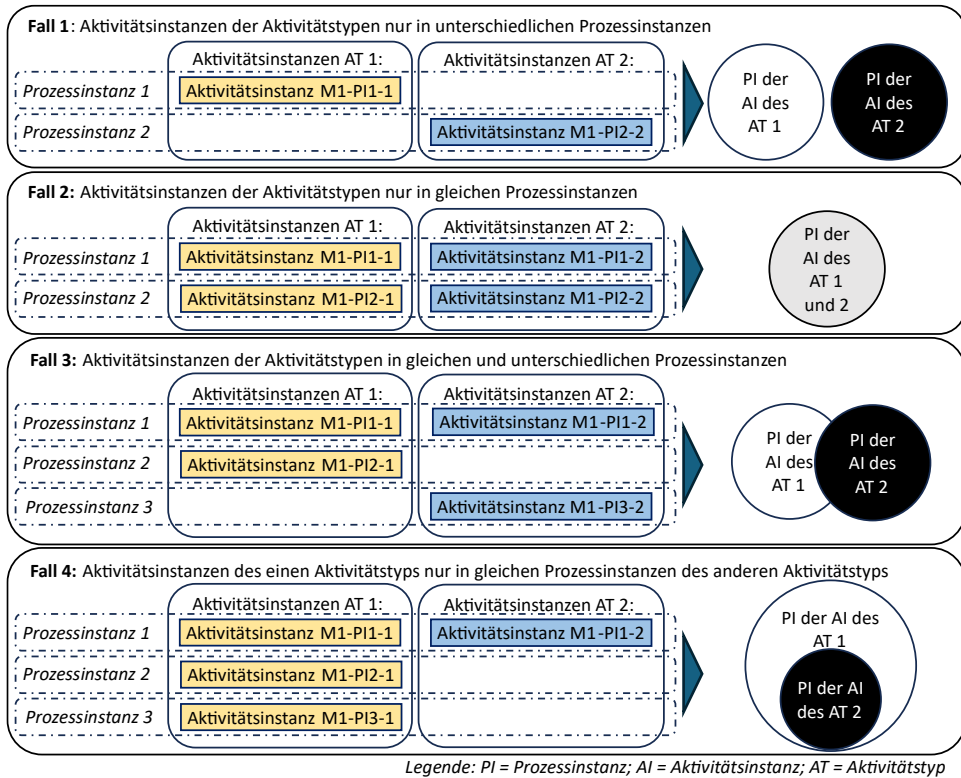 Fall 1: Aktivitätsinstanzen der Aktivitätstypen nur in unterschiedlichen Prozessinstanzen
Aktivitätsinstanzen AT 1:
Aktivitätsinstanzen AT 2:
Prozessinstanz 1
Aktivitätsinstanz M1-PI1-1
Prozessinstanz 2
Aktivitätsinstanz M1-PI2-2
PI der
AI des
AT 1
PI der
AI des
AT 2
Fall 2: Aktivitätsinstanzen der Aktivitätstypen nur in gleichen Prozessinstanzen
Aktivitätsinstanzen AT 1:
Aktivitätsinstanzen AT 2:
Prozessinstanz 1
Aktivitätsinstanz M1-PI1-1
Aktivitätsinstanz M1-PI1-2
Prozessinstanz 2
Aktivitätsinstanz M1-PI2-1
Aktivitätsinstanz M1-PI2-2
PI der
AI des
AT 1
und 2
Fall 3: Aktivitätsinstanzen der Aktivitätstypen in gleichen und unterschiedlichen Prozessinstanzen
Aktivitätsinstanzen AT 1:
Aktivitätsinstanzen AT 2:
Prozessinstanz 1
Aktivitätsinstanz M1-PI1-1
Aktivitätsinstanz M1-PI1-2
Prozessinstanz 2
Aktivitätsinstanz M1-PI2-1
Prozessinstanz 3
Aktivitätsinstanz M1-PI3-2
PI der
AI des
AT 1
PI der
AI des
AT 2
Fall 4: Aktivitätsinstanzen des einen Aktivitätstyps nur in gleichen Prozessinstanzen des anderen Aktivitätstyps
Aktivitätsinstanzen AT 1:
Aktivitätsinstanzen AT 2:
Prozessinstanz 1
Aktivitätsinstanz M1-PI1-1
Aktivitätsinstanz M1-PI1-2
Prozessinstanz 2
Aktivitätsinstanz M1-PI2-1
Prozessinstanz 3
Aktivitätsinstanz M1-PI3-1
PI der AI des
AT 1
PI der AI
des AT 2
Legende: PI = Prozessinstanz; AI = Aktivitätsinstanz; AT = Aktivitätstyp